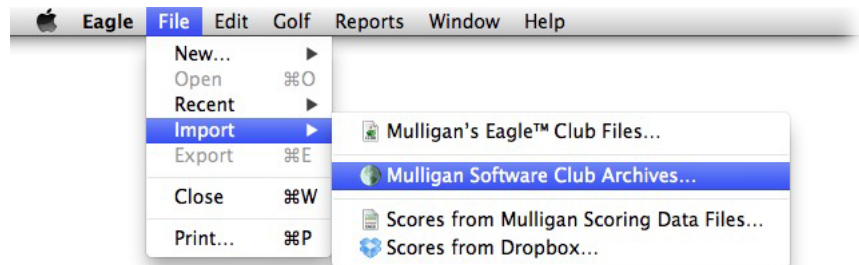 Eagle File Edit Golf Reports Window Help
New...
Open ⌘O
Recent
Import
Export ⌘E
Close ⌘W
Print... ⌘P
Mulligan's Eagle™ Club Files...
Mulligan Software Club Archives...
Scores from Mulligan Scoring Data Files...
Scores from Dropbox...